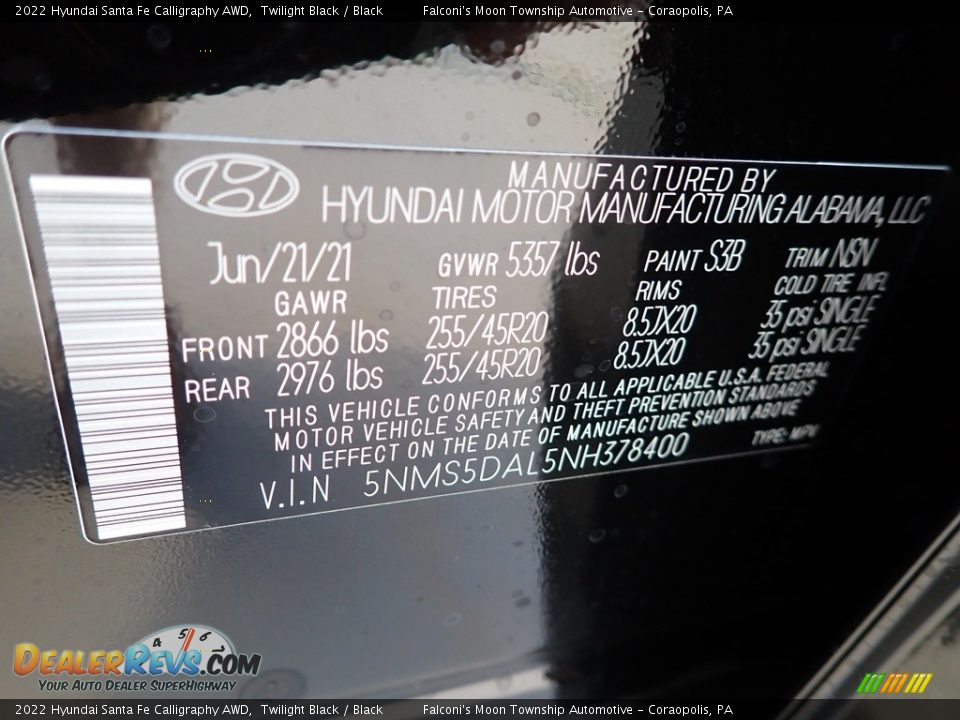 2022 Hyundai Santa Fe Calligraphy AWD, Twilight Black / Black Falconi's Moon Township Automotive - Coraopolis, PA
MANUFACTURED BY
HYUNDAI MOTOR MANUFACTURING ALABAMA, LLC
Jun/21/21 GVWR 5357 lbs PAINT S3B TRIM NSN
GAWR TIRES RIMS COLD TIRE INFL
FRONT 2866 lbs 255/45R20 8.5JX20 35 psi SINGLE
REAR 2976 lbs 255/45R20 8.5JX20 35 psi SINGLE
THIS VEHICLE CONFORMS TO ALL APPLICABLE U.S.A. FEDERAL
MOTOR VEHICLE SAFETY AND THEFT PREVENTION STANDARDS
IN EFFECT ON THE DATE OF MANUFACTURE SHOWN ABOVE
V.I.N 5NMS5DAL5NH378400 TYPE: MPV
4 5 6
DEALERREVS.COM
YOUR AUTO DEALER SUPERHIGHWAY
2022 Hyundai Santa Fe Calligraphy AWD, Twilight Black / Black Falconi's Moon Township Automotive - Coraopolis, PA